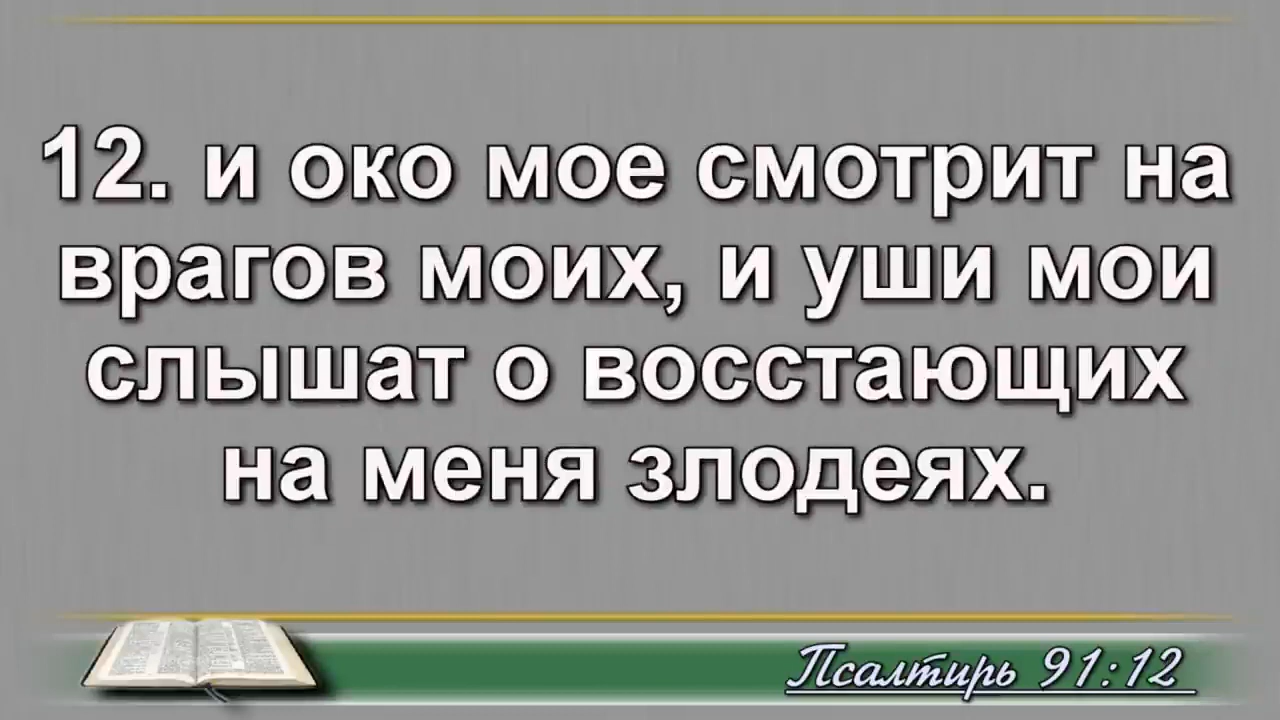 12. и око мое смотрит на
врагов моих, и уши мои
слышат о восстающих
на меня злодеях.
Псалтирь 91:12